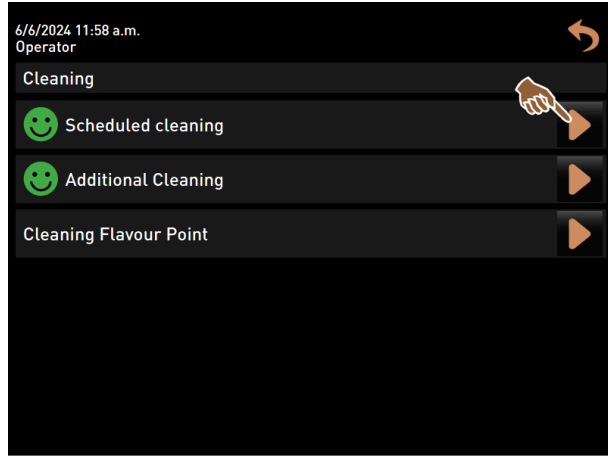 6/6/2024 11:58 a.m.
Operator
Cleaning
Scheduled cleaning
Additional Cleaning
Cleaning Flavour Point